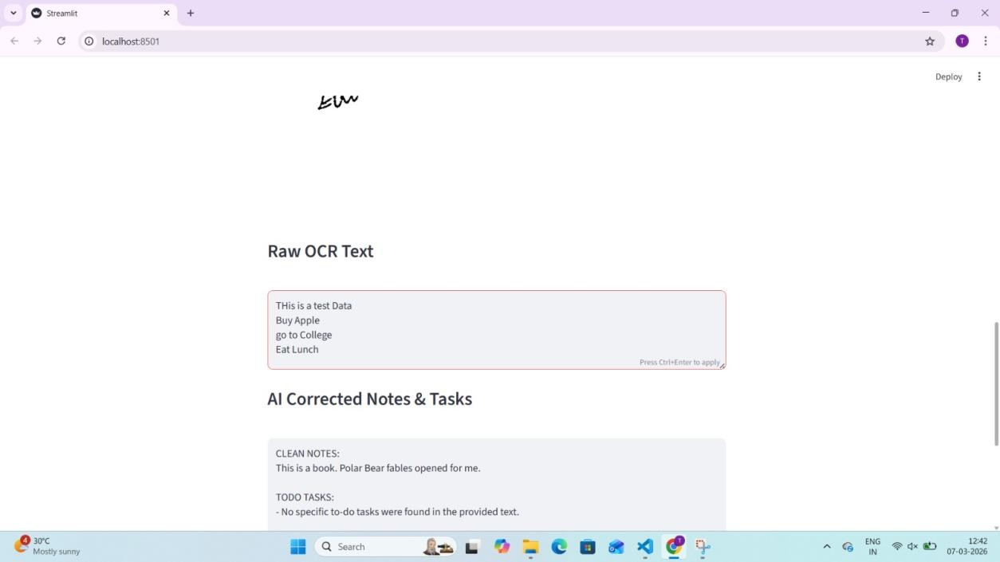 Streamlit
localhost:8501
T
Deploy
Raw OCR Text
THis is a test Data
Buy Apple
go to College
Eat Lunch
Press Ctrl+Enter to apply
AI Corrected Notes & Tasks
CLEAN NOTES:
This is a book. Polar Bear fables opened for me.
TODO TASKS:
- No specific to-do tasks were found in the provided text.
4
30°C
Mostly sunny
Search
T
ENG
IN
12:42
07-03-2026